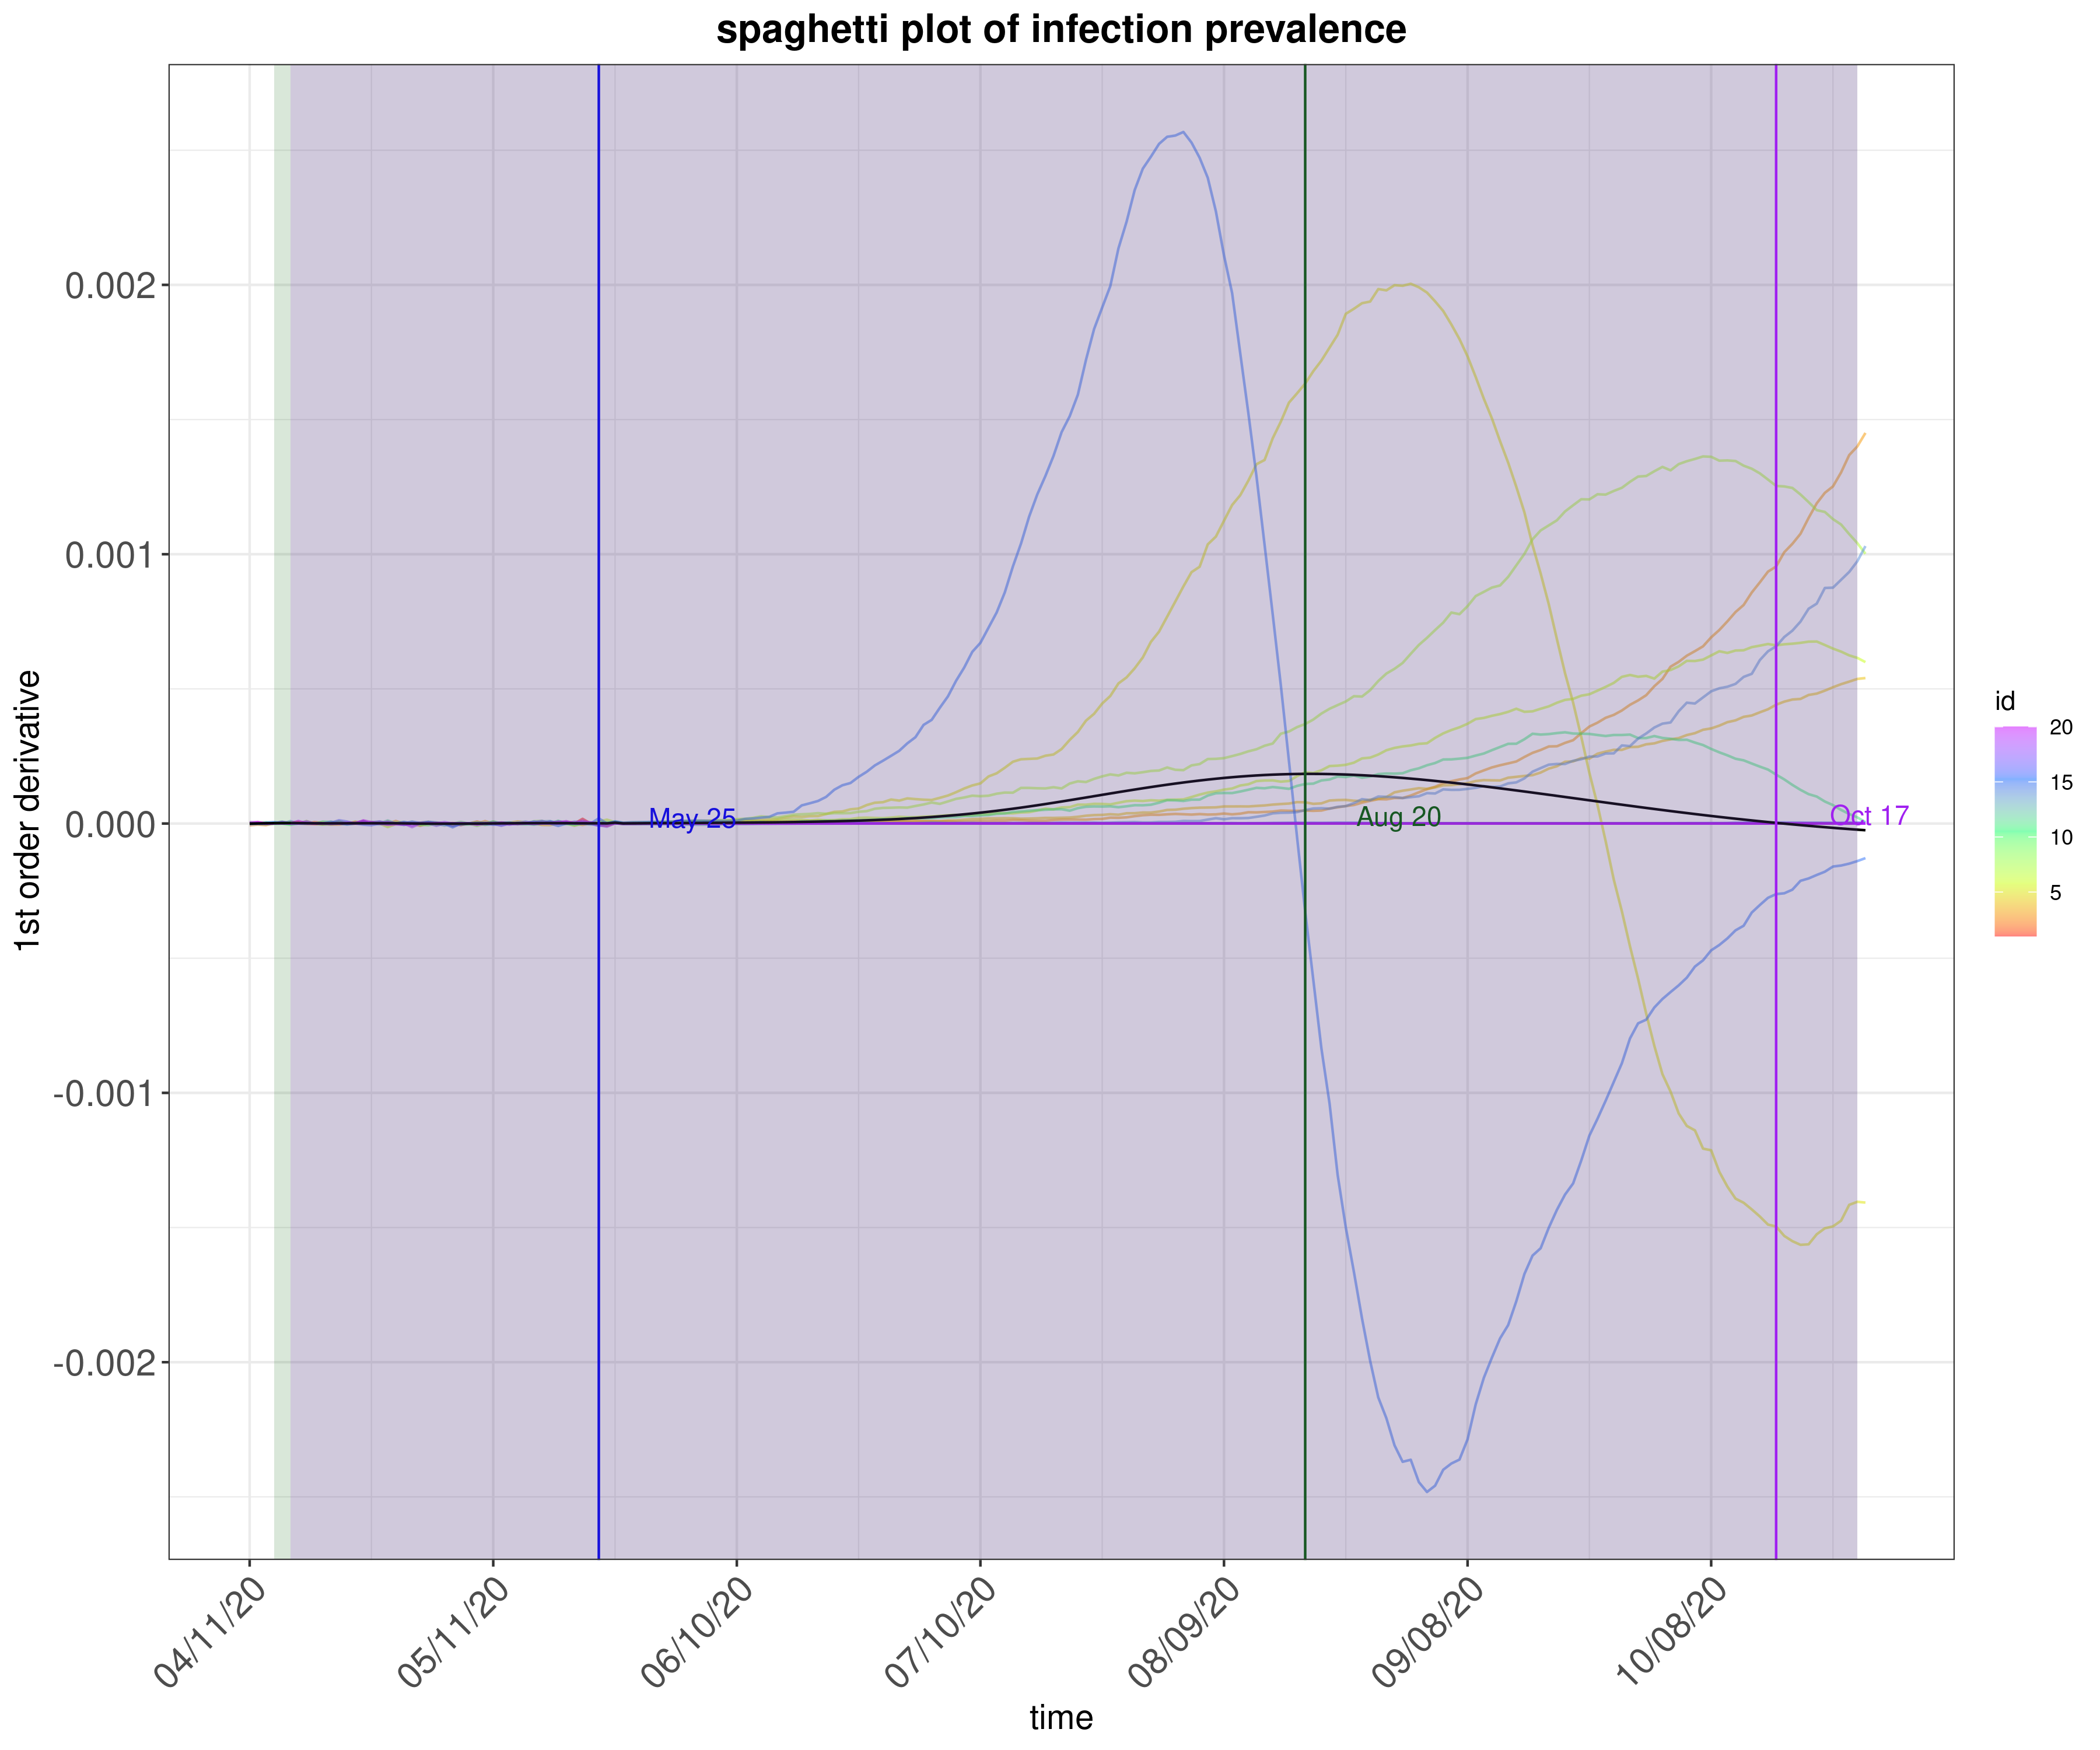 spaghetti plot of infection prevalence
1st order derivative
0.002
0.001
0.000
-0.001
-0.002
May 25
Aug 20
Oct 17
04/11/20
05/11/20
06/10/20
07/10/20
08/09/20
09/08/20
10/08/20
time
id
20
15
10
5